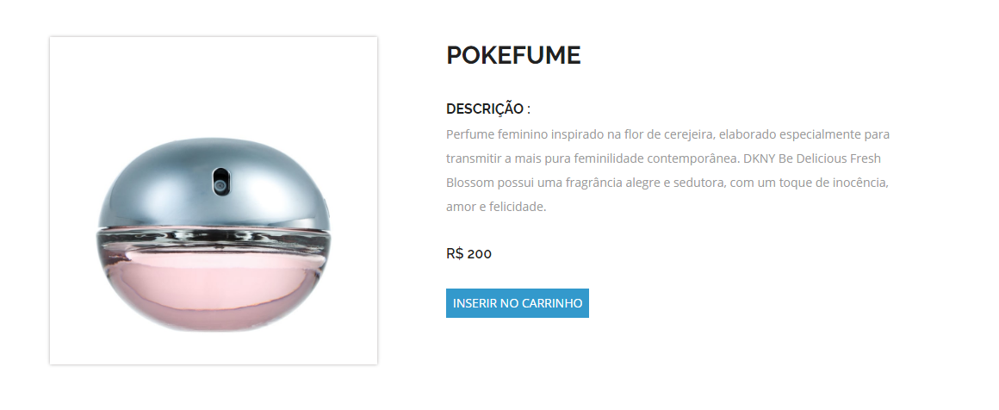 POKEFUME
DESCRIÇÃO :
Perfume feminino inspirado na flor de cerejeira, elaborado especialmente para
transmitir a mais pura feminilidade contemporânea. DKNY Be Delicious Fresh
Blossom possui uma fragrância alegre e sedutora, com um toque de inocência,
amor e felicidade.
R$ 200
INSERIR NO CARRINHO